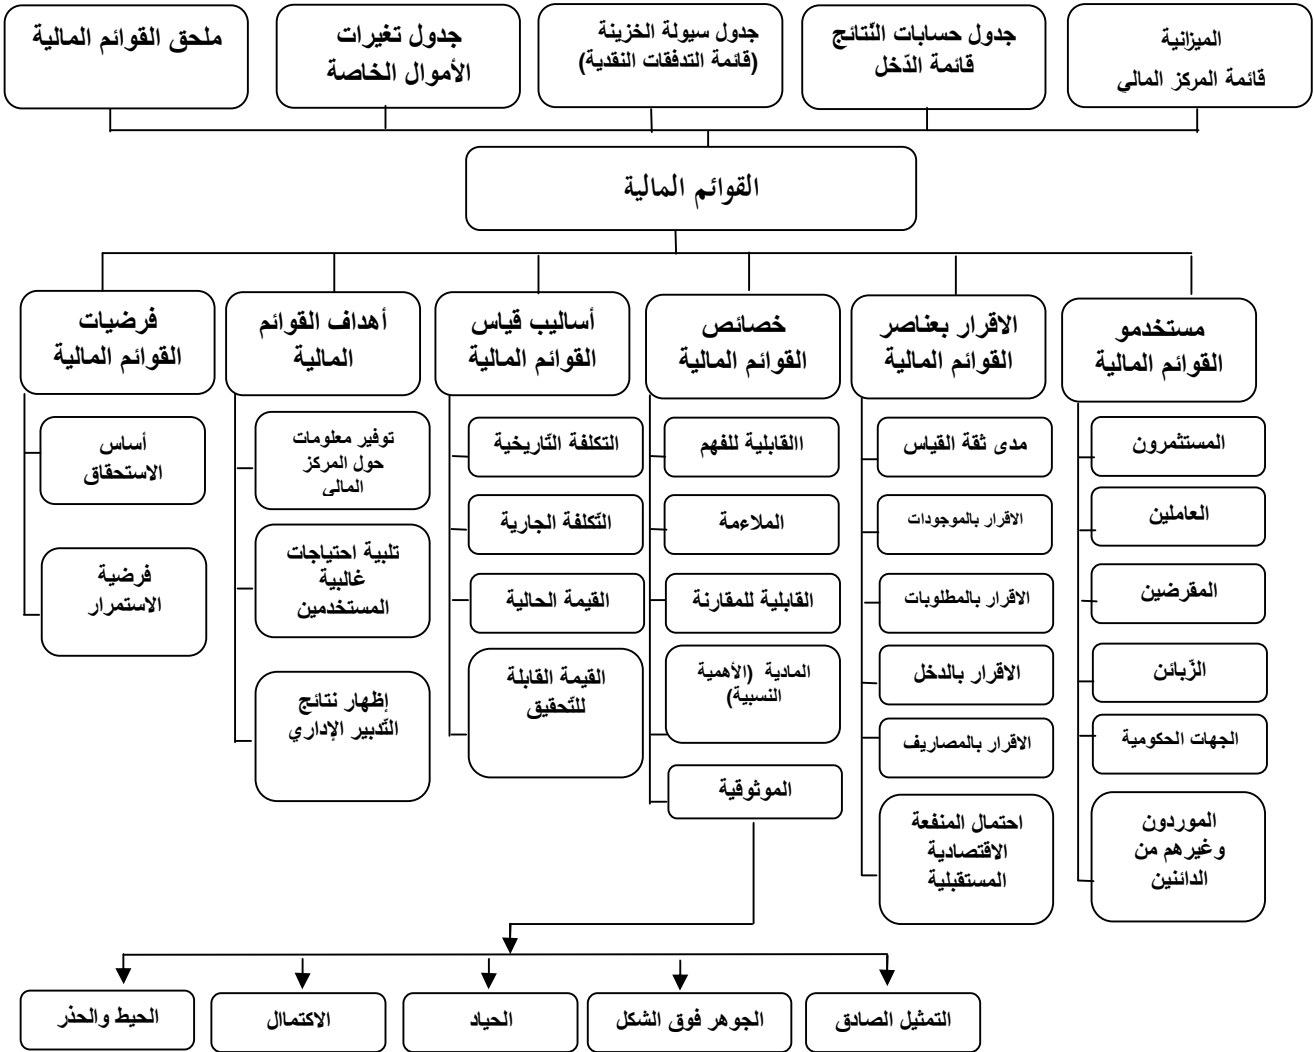 الميزانية
قائمة المركز المالي
جدول حسابات النّتائج
قائمة الدّخل
جدول سيولة الخزينة
(قائمة التدفقات النقدية)
جدول تغيرات
الأموال الخاصة
ملحق القوائم المالية
القوائم المالية
مستخدمو
القوائم المالية
الاقرار بعناصر
القوائم المالية
خصائص
القوائم المالية
أساليب قياس
القوائم المالية
أهداف القوائم
المالية
فرضيات
القوائم المالية
المستثمرون
العاملين
المقرضين
الزّبائن
الجهات الحكومية
الموردون
وغيرهم من
الدائنين
مدى ثقة القياس
الاقرار بالموجودات
الاقرار بالمطلوبات
الاقرار بالدخل
الاقرار بالمصاريف
احتمال المنفعة
الاقتصادية
المستقبلية
االقابلية للفهم
الملاءمة
القابلية للمقارنة
المادية (الأهمية
النسبية)
الموثوقية
التكلفة التّاريخية
التّكلفة الجارية
القيمة الحالية
القيمة القابلة
للتّحقيق
توفير معلومات
حول المركز
المالي
تلبية احتياجات
غالبية
المستخدمين
إظهار نتائج
التّدبير الإداري
أساس
الاستحقاق
فرضية
الاستمرار
التمثيل الصادق
الجوهر فوق الشكل
الحياد
الاكتماال
الحيط والحذر